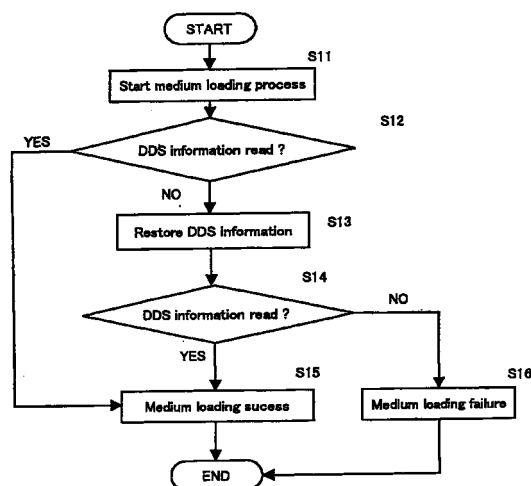 START
S11
Start medium loading process
S12
YES
DDS information read ?
NO
S13
Restore DDS information
S14
DDS information read ?
NO
YES
S15
S16
Medium loading sucess
Medium loading failure
END